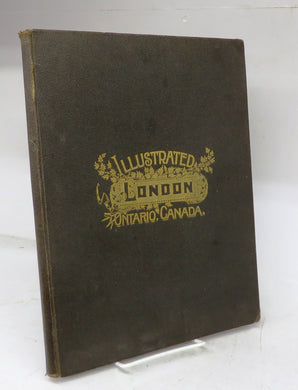 ILLUSTRATED
LONDON
ONTARIO, CANADA.